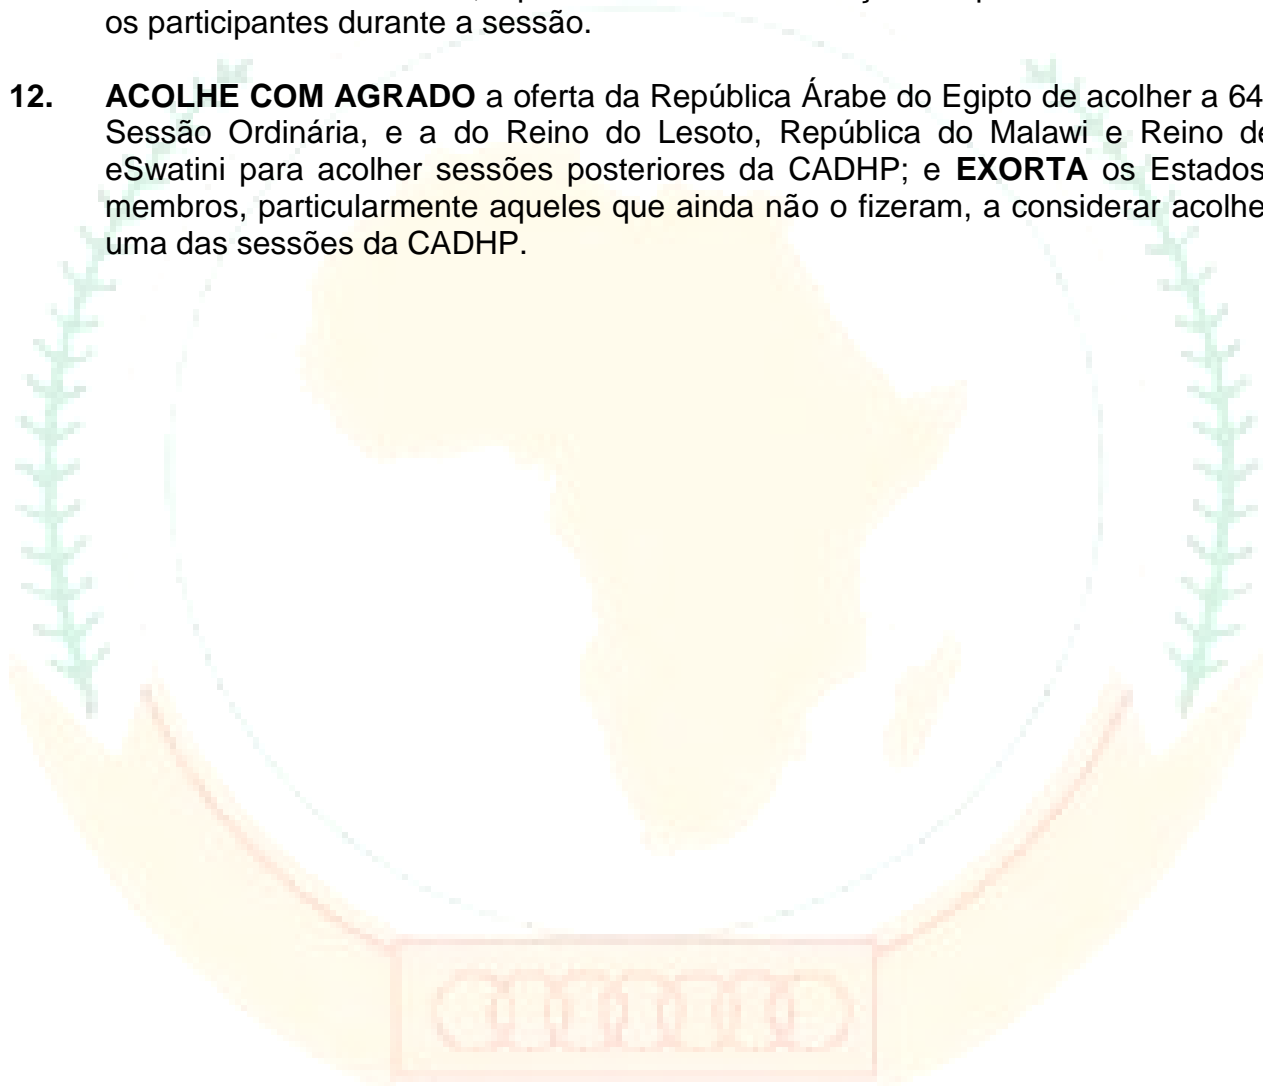 os participantes durante a sessão.
12. ACOLHE COM AGRADO a oferta da República Árabe do Egipto de acolher a 64
Sessão Ordinária, e a do Reino do Lesoto, República do Malawi e Reino de
eSwatini para acolher sessões posteriores da CADHP; e EXORTA os Estados
membros, particularmente aqueles que ainda não o fizeram, a considerar acolhe
uma das sessões da CADHP.